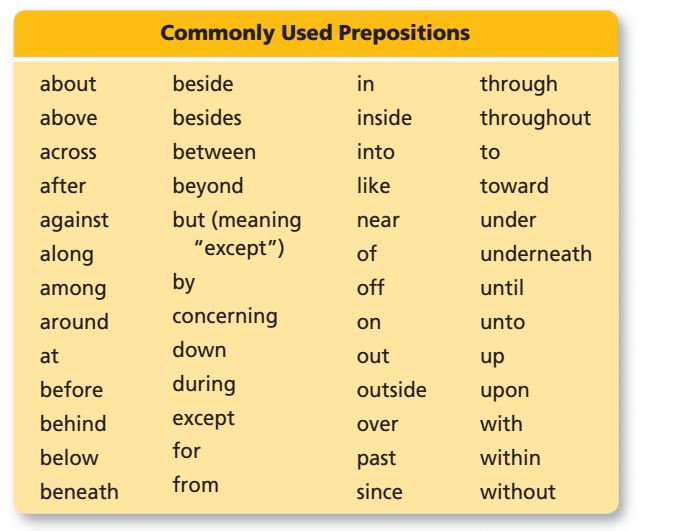 Commonly Used Prepositions
about
above
across
after
against
along
among
around
at
before
behind
below
beneath
beside
besides
between
beyond
but (meaning
“except”)
by
concerning
down
during
except
for
from
in
inside
into
like
near
of
off
on
out
outside
over
past
since
through
throughout
to
toward
under
underneath
until
unto
up
upon
with
within
without